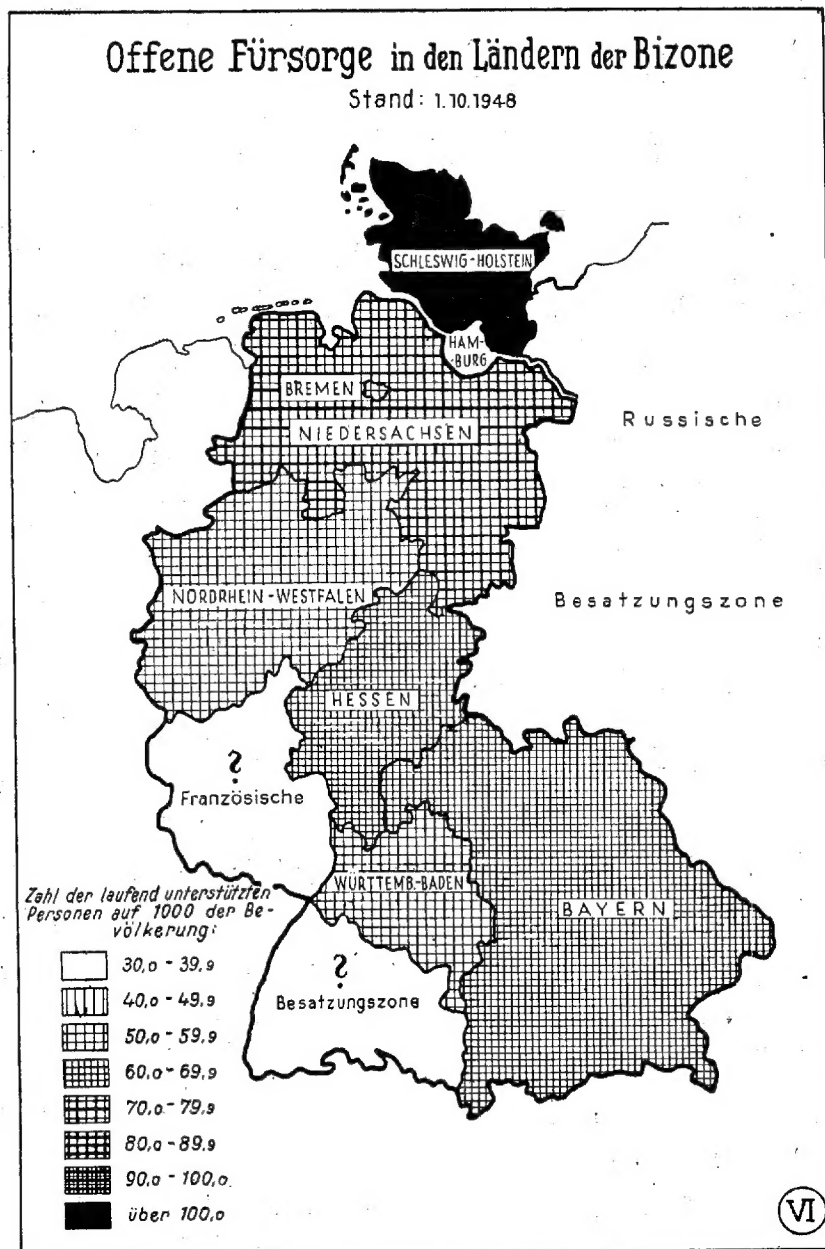 Offene Fürsorge in den Ländern der Bizone
Stand: 1.10.1948
SCHLESWIG-HOLSTEIN
HAM-
-BURG
BREMEN
NIEDERSACHSEN
Russische
NORDRHEIN-WESTFALEN
Besatzungszone
HESSEN
?
Französische
WÜRTTEMB.-BADEN
BAYERN
?
Besatzungszone
Zahl der laufend unterstützten
Personen auf 1000 der Be-
völkerung:
30,0 - 39,9
40,0 - 49,9
50,0 - 59,9
60,0 - 69,9
70,0 - 79,9
80,0 - 89,9
90,0 - 100,0
über 100,0
VI